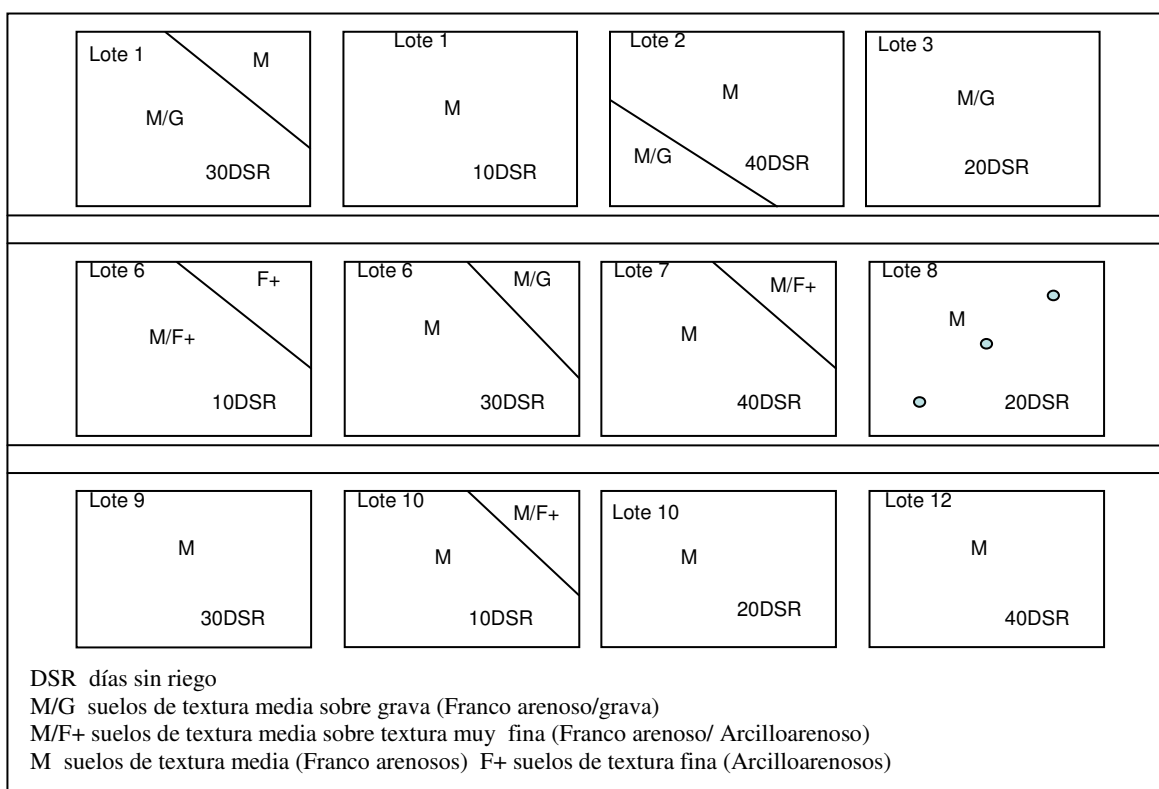 Lote 1
M
M/G
30DSR
Lote 1
M
10DSR
Lote 2
M
M/G
40DSR
Lote 3
M/G
20DSR
Lote 6
F+
M/F+
10DSR
Lote 6
M/G
M
30DSR
Lote 7
M/F+
M
40DSR
Lote 8
M
20DSR
Lote 9
M
30DSR
Lote 10
M/F+
M
10DSR
Lote 10
M
20DSR
Lote 12
M
40DSR
DSR días sin riego
M/G suelos de textura media sobre grava (Franco arenoso/grava)
M/F+ suelos de textura media sobre textura muy fina (Franco arenoso/ Arcilloarenoso)
M suelos de textura media (Franco arenosos) F+ suelos de textura fina (Arcilloarenosos)